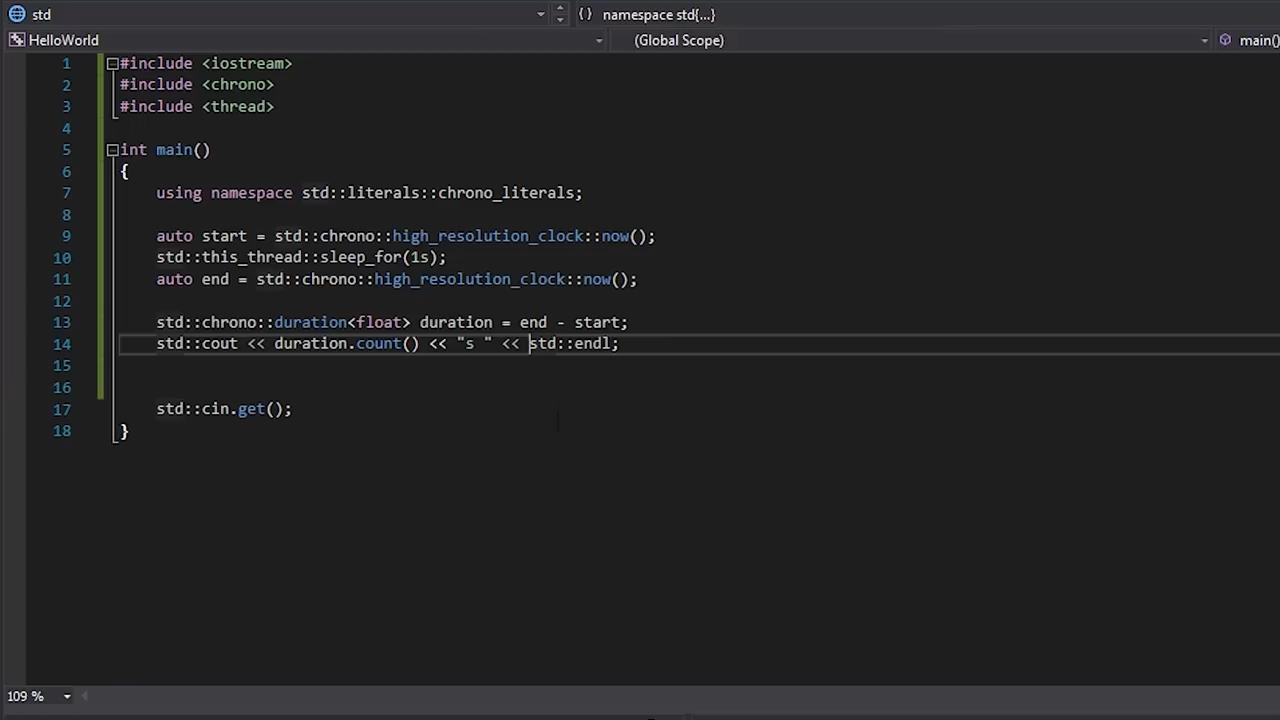 std namespace std{...}
HelloWorld (Global Scope) main()
1 #include <iostream>
2 #include <chrono>
3 #include <thread>
4
5 int main()
6 {
7 using namespace std::literals::chrono_literals;
8
9 auto start = std::chrono::high_resolution_clock::now();
10 std::this_thread::sleep_for(1s);
11 auto end = std::chrono::high_resolution_clock::now();
12
13 std::chrono::duration<float> duration = end - start;
14 std::cout << duration.count() << "s " << std::endl;
15
16
17 std::cin.get();
18 }
109 %